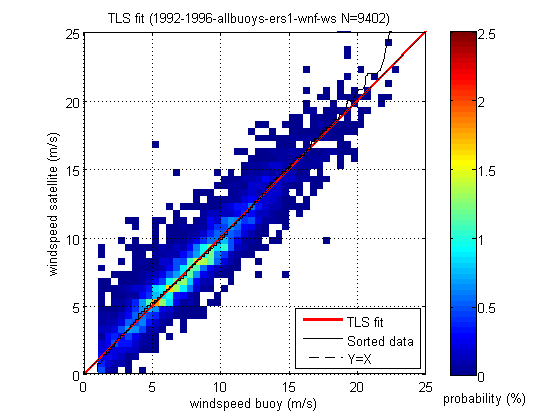 TLS fit (1992-1996-allbuoys-ers1-wnf-ws N=9402)
25
20
15
10
5
0
windspeed satellite (m/s)
0 5 10 15 20 25
windspeed buoy (m/s)
TLS fit
Sorted data
Y=X
2.5
2
1.5
1
0.5
0
probability (%)